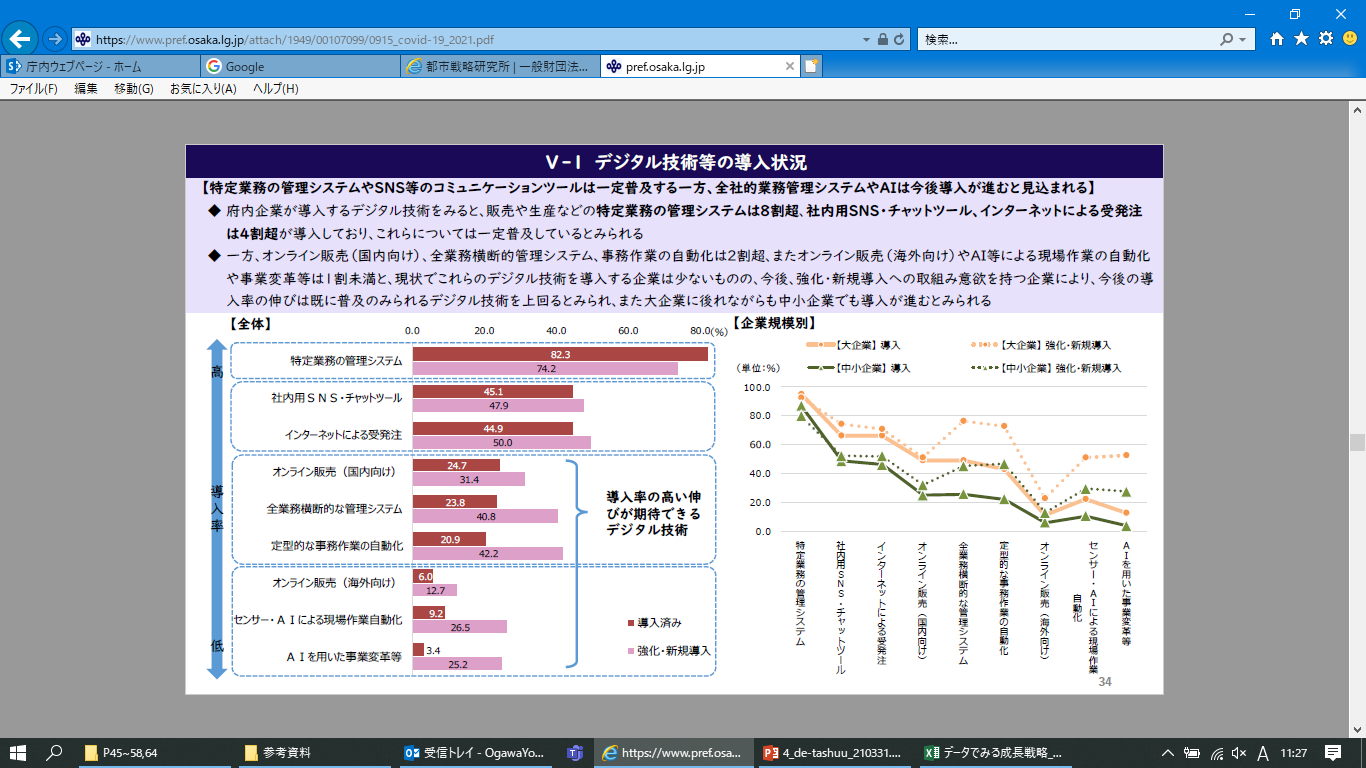 https://www.pref.osaka.lg.jp/attach/1949/00107099/0915_covid-19_2021.pdf
検索...
庁内ウェブページ - ホーム
Google
都市戦略研究所 | 一般財団法...
pref.osaka.lg.jp
ファイル(F) 編集 移動(G) お気に入り(A) ヘルプ(H)
Ⅴ-Ⅰ デジタル技術等の導入状況
【特定業務の管理システムやSNS等のコミュニケーションツールは一定普及する一方、全社的業務管理システムやAIは今後導入が進むと見込まれる】
◆ 府内企業が導入するデジタル技術をみると、販売や生産などの特定業務の管理システムは8割超、社内用SNS・チャットツール、インターネットによる受発注
は4割超が導入しており、これらについては一定普及しているとみられる
◆ 一方、オンライン販売（国内向け）、全業務横断的管理システム、事務作業の自動化は2割超、またオンライン販売（海外向け）やAI等による現場作業の自動化
や事業変革等は1割未満と、現状でこれらのデジタル技術を導入する企業は少ないものの、今後、強化・新規導入への取組み意欲を持つ企業により、今後の導
入率の伸びは既に普及のみられるデジタル技術を上回るとみられ、また大企業に後れながらも中小企業でも導入が進むとみられる
【全体】
0.0 20.0 40.0 60.0 80.0(%)
高
導入率
低
特定業務の管理システム
82.3
74.2
社内用ＳＮＳ・チャットツール
45.1
47.9
インターネットによる受発注
44.9
50.0
オンライン販売（国内向け）
24.7
31.4
全業務横断的な管理システム
23.8
40.8
定型的な事務作業の自動化
20.9
42.2
オンライン販売（海外向け）
6.0
12.7
センサー・ＡＩによる現場作業自動化
9.2
26.5
ＡＩを用いた事業変革等
3.4
25.2
導入率の高い伸
びが期待できる
デジタル技術
導入済み
強化・新規導入
【企業規模別】
【大企業】導入
【大企業】強化・新規導入
【中小企業】導入
【中小企業】強化・新規導入
（単位：％）
100.0
80.0
60.0
40.0
20.0
0.0
特定業務の管理システム
社内用ＳＮＳ・チャットツール
インターネットによる受発注
オンライン販売（国内向け）
全業務横断的な管理システム
定型的な事務作業の自動化
オンライン販売（海外向け）
センサー・ＡＩによる現場作業
自動化
ＡＩを用いた事業変革等
34
P45~58,64
参考資料
受信トレイ - OgawaYo...
https://www.pref.osa...
4_de-tashuu_210331....
データでみる成長戦略_...
A
11:27